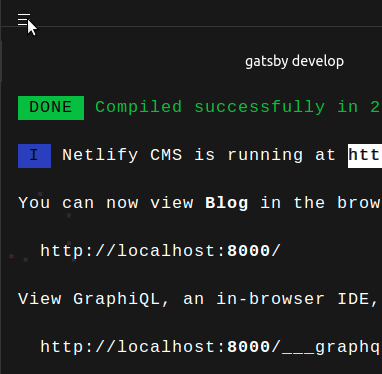 gatsby develop
DONE Compiled successfully in 2
I Netlify CMS is running at htt
You can now view Blog in the brow
http://localhost:8000/
View GraphiQL, an in-browser IDE,
http://localhost:8000/___graphq